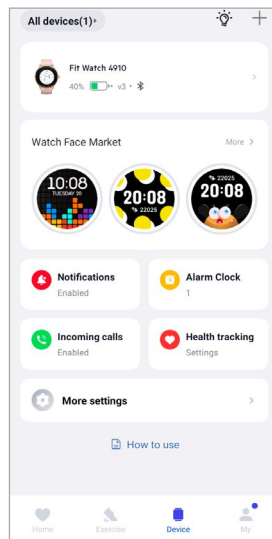 All devices(1)
Fit Watch 4910
40% v3
Watch Face Market
More
10:08
TUESDAY 28
20:08
22025
22025
20:08
Notifications
Enabled
Alarm Clock
1
Incoming calls
Enabled
Health tracking
Settings
More settings
How to use
Home
Exercise
Device
My